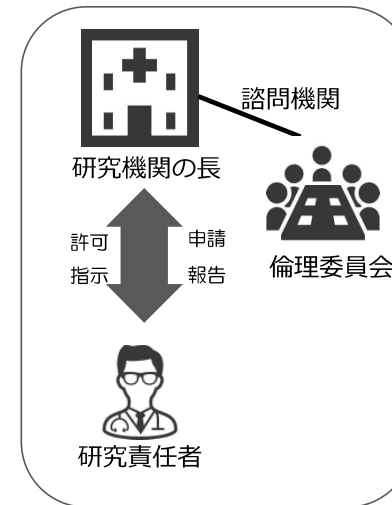 諮問機関
研究機関の長
倫理委員会
許可
指示
申請
報告
研究責任者